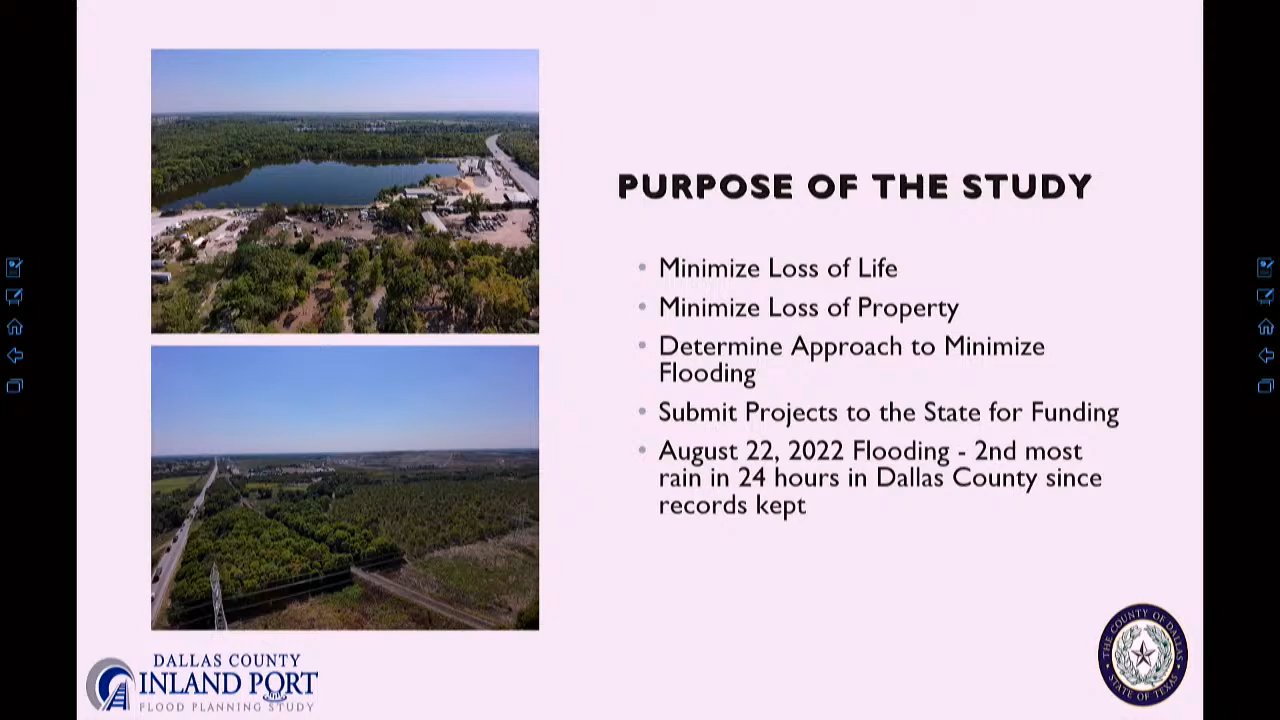 PURPOSE OF THE STUDY
Minimize Loss of Life
Minimize Loss of Property
Determine Approach to Minimize
Flooding
Submit Projects to the State for Funding
August 22, 2022 Flooding - 2nd most
rain in 24 hours in Dallas County since
records kept
DALLAS COUNTY
INLAND PORT
FLOOD PLANNING STUDY
THE COUNTY OF DALLAS
STATE OF TEXAS